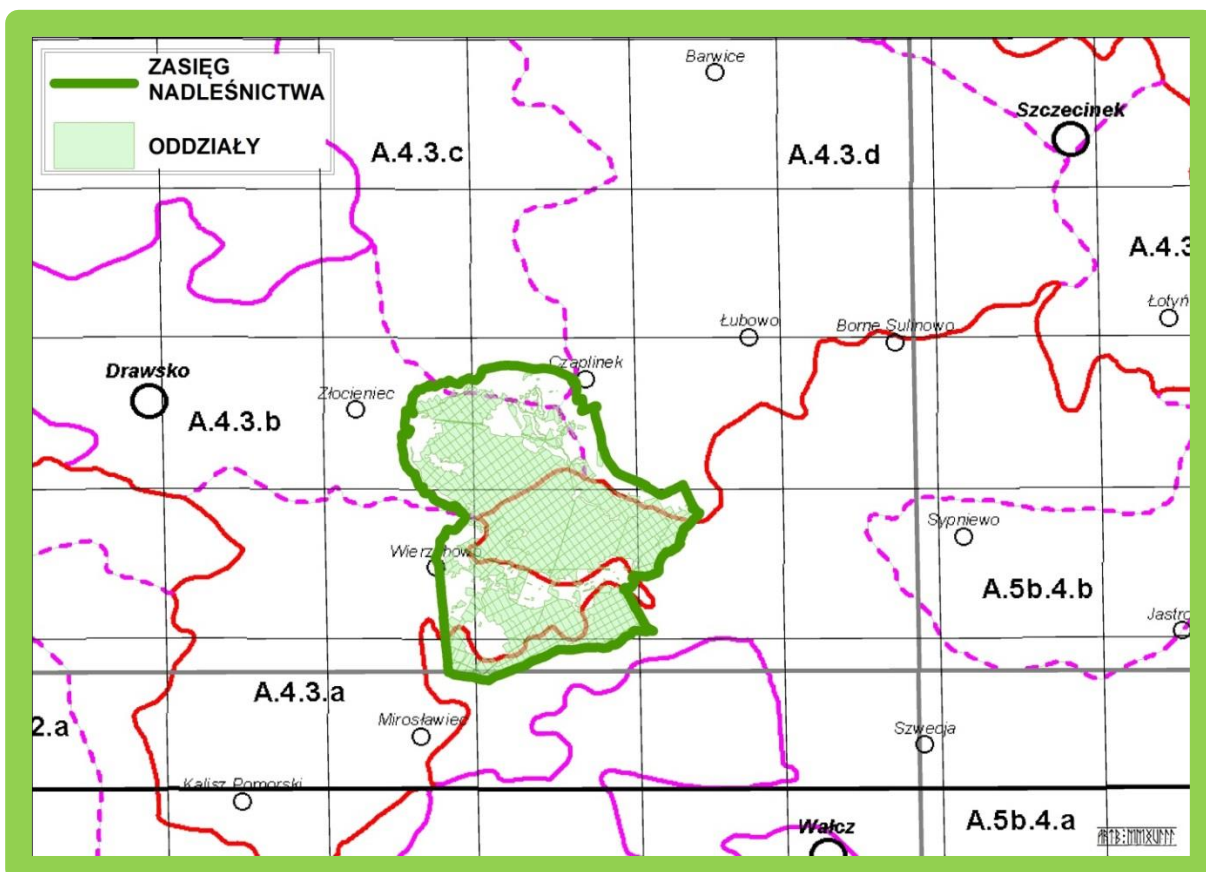 ZASIĘG
NADLEŚNICTWA
ODDZIAŁY
Barwice
Szczecinek
A.4.3.c
A.4.3.d
A.4.3
Łotyń
Łubowo
Borne Sulinowo
Czaplinek
Drawsko
Złocieniec
A.4.3.b
Sypniewo
Wierzchowo
A.5b.4.b
Jastro
A.4.3.a
2.a
Mirosławiec
Szwecja
Kalisz Pomorski
A.5b.4.a
Wałcz